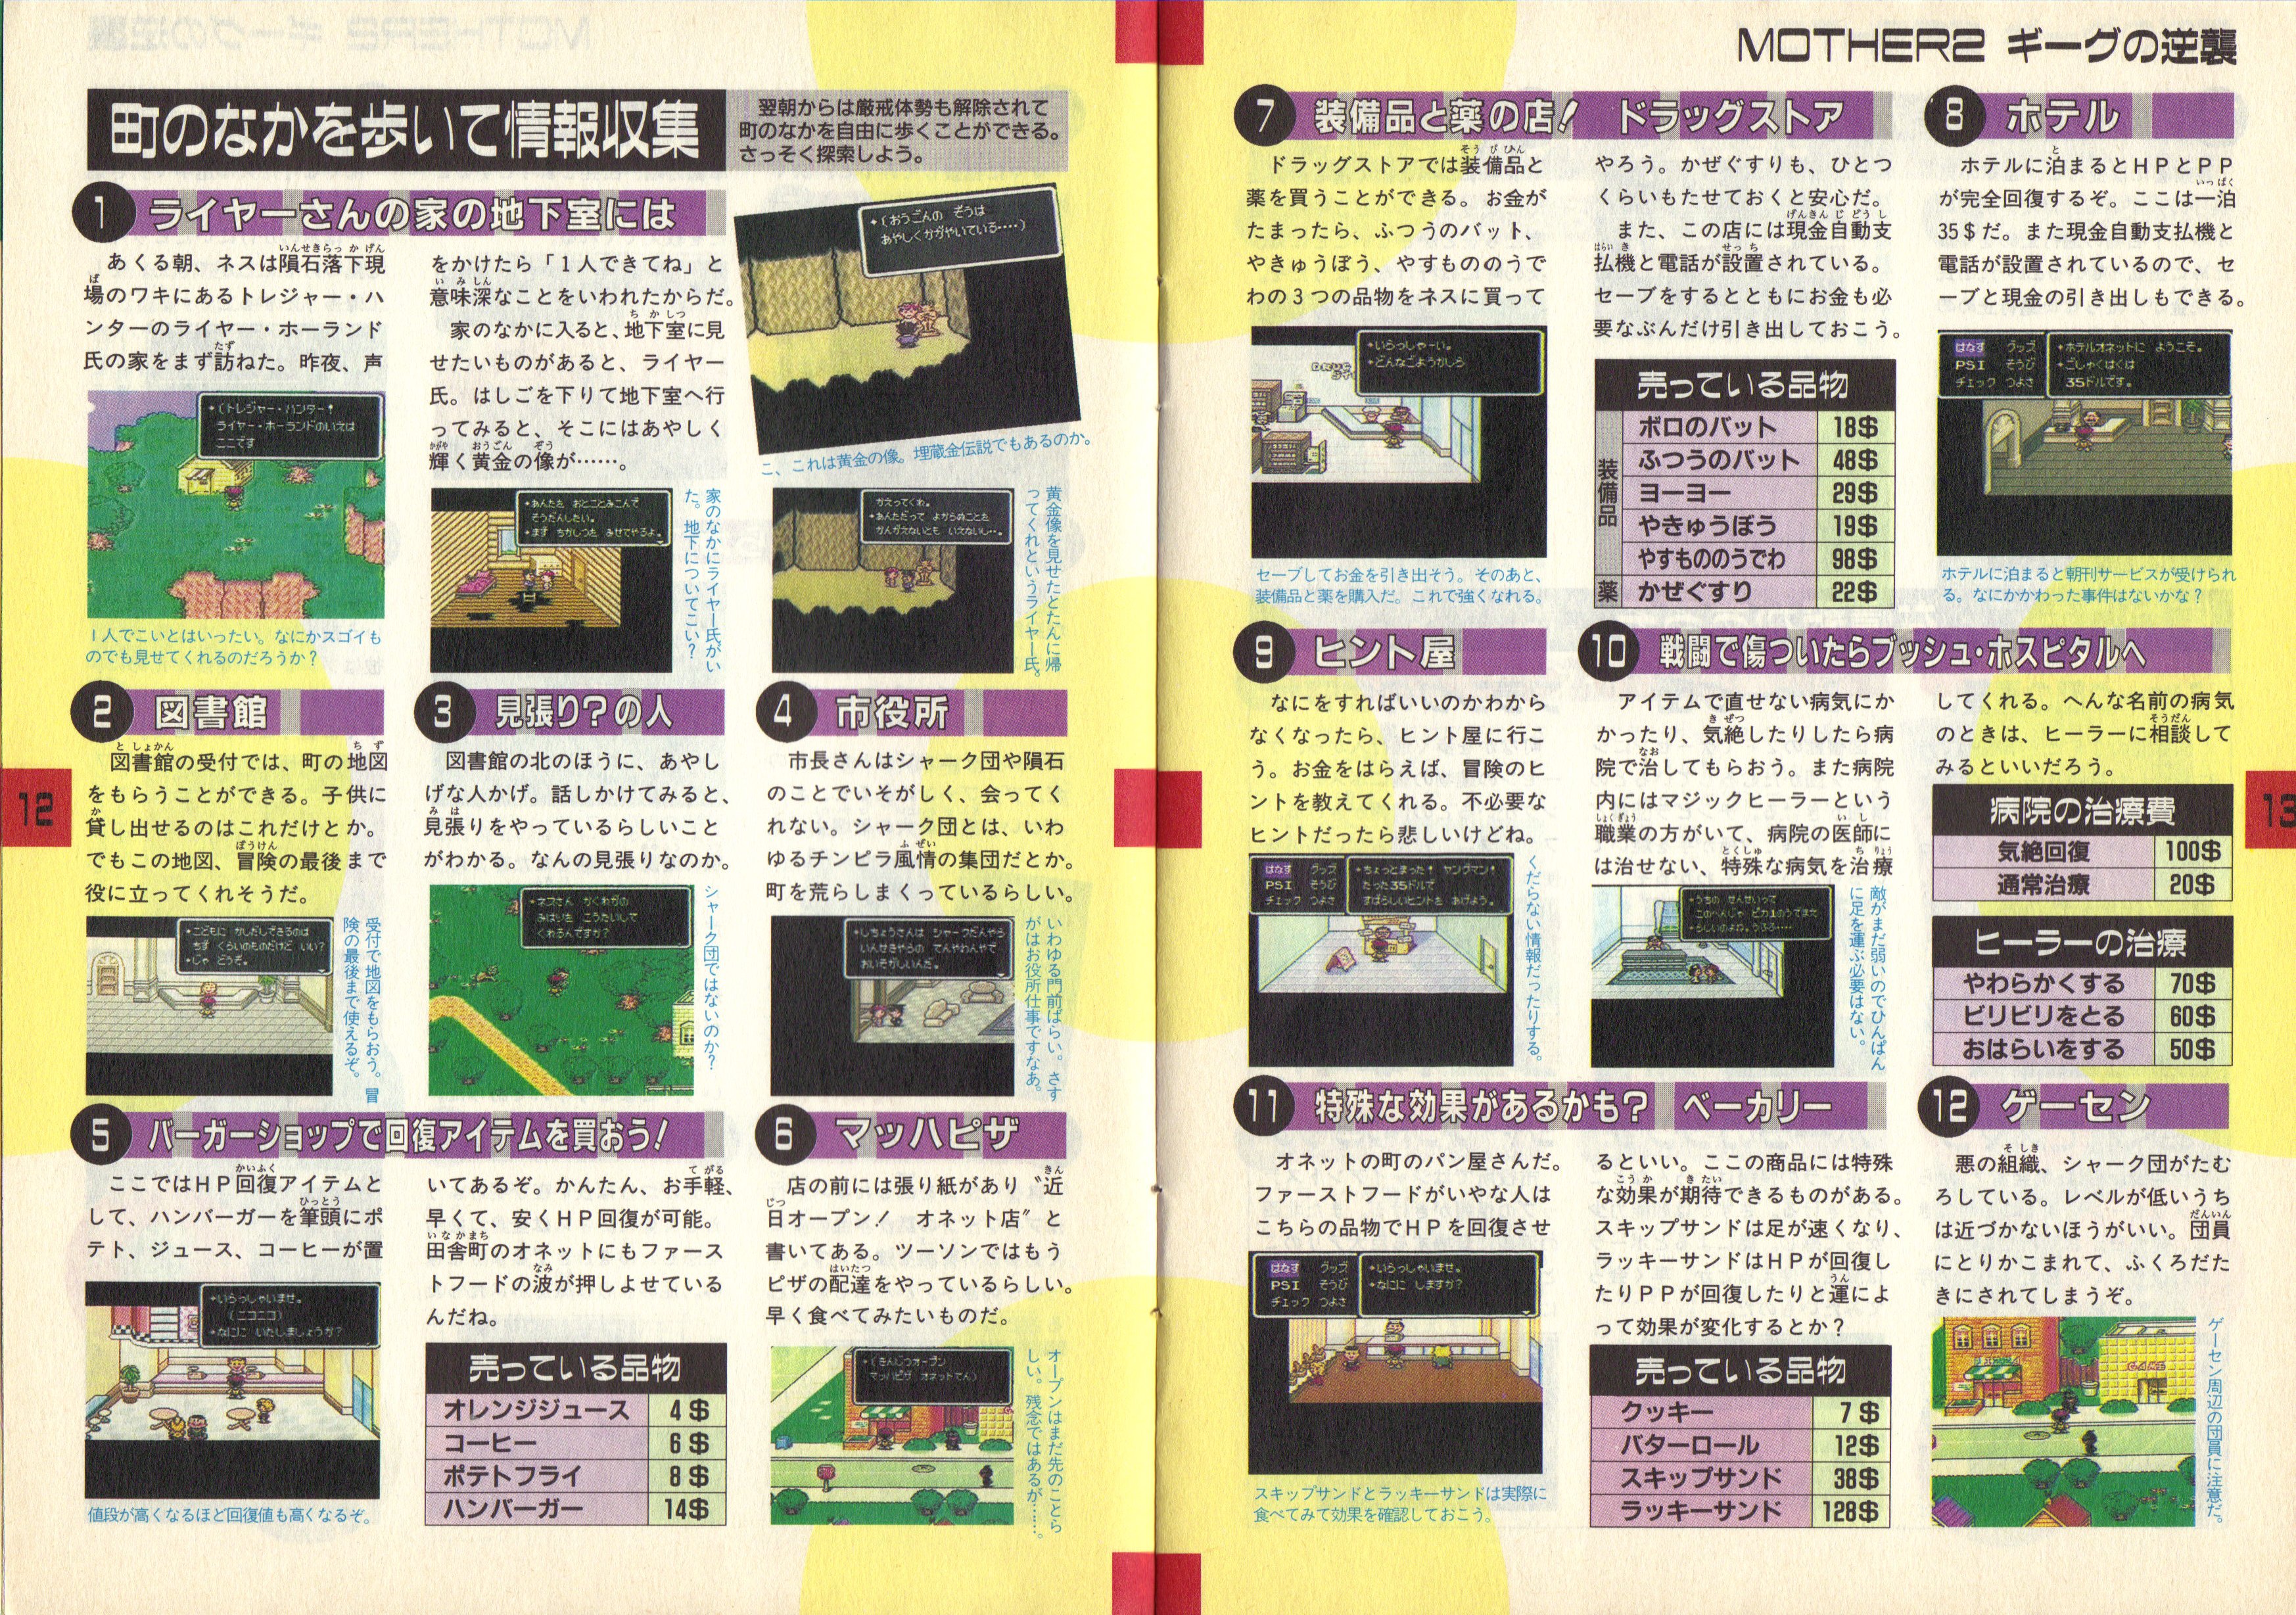 町のなかを歩いて情報収集
翌朝からは厳戒体勢も解除されて
町のなかを自由に歩くことができる。
さっそく探索しよう。
1 ライヤーさんの家の地下室には
あくる朝、ネスは隕石落下現
場のワキにあるトレジャー・ハ
ンターのライヤー・ホーランド
氏の家をまず訪ねた。昨夜、声
をかけたら「1人できてね」と
意味深なことをいわれたからだ。
家のなかに入ると、地下室に見
せたいものがあると、ライヤー
氏。はしごを下りて地下室へ行
ってみると、そこにはあやしく
輝く黄金の像が……。
◆(おうごんの ぞうは
あやしくかがやいている‥‥)
こ、これは黄金の像。埋蔵金伝説でもあるのか。
◆(トレジャー・ハンター!
ライヤー・ホーランドのいえは
ここです
1人でこいとはいったい。なにかスゴイも
のでも見せてくれるのだろうか?
◆あんたを おとことみこんで
そうだんしたい。
◆まず ちかしつを みせてやるよ。
家のなかにライヤー氏がい
た。地下についてこい?
かえってくれ。
◆あんただって よからぬことを
かんがえないとも いえないし‥。
黄金像を見せたとたんに帰
ってくれというライヤー氏。
2 図書館
図書館の受付では、町の地図
をもらうことができる。子供に
貸し出せるのはこれだけとか。
でもこの地図、冒険の最後まで
役に立ってくれそうだ。
◆こどもに かしだしできるのは
ちず くらいのものだけど いい?
◆じゃ どうぞ。
受付で地図をもらおう。冒
険の最後まで使えるぞ。
3 見張り?の人
図書館の北のほうに、あやし
げな人かげ。話しかけてみると、
見張りをやっているらしいこと
がわかる。なんの見張りなのか。
◆ネスさん かくれがの
みはりを こうたいして
くれるんですか?
シャーク団ではないのか?
4 市役所
市長さんはシャーク団や隕石
のことでいそがしく、会ってく
れない。シャーク団とは、いわ
ゆるチンピラ風情の集団だとか。
町を荒らしまくっているらしい。
◆しちょうさんは シャークだんやら
いんせきやらの てんやわんやで
おいそがしいんだ。
いわゆる門前ばらい。さす
がはお役所仕事ですなあ。
5 バーガーショップで回復アイテムを買おう!
ここではHP回復アイテムと
して、ハンバーガーを筆頭にポ
テト、ジュース、コーヒーが置
いてあるぞ。かんたん、お手軽、
早くて、安くHP回復が可能。
田舎町のオネットにもファース
トフードの波が押しよせている
んだね。
◆いらっしゃいませ。
(ニコニコ)
◆なにに いたしましょうか?
値段が高くなるほど回復値も高くなるぞ。
売っている品物
オレンジジュース 4$
コーヒー 6$
ポテトフライ 8$
ハンバーガー 14$
6 マッハピザ
店の前には張り紙があり〝近
日オープン! オネット店〟と
書いてある。ツーソンではもう
ピザの配達をやっているらしい。
早く食べてみたいものだ。
◆(きんじつオープン
マッハピザ オネットてん)
オープンはまだ先のことら
しい。残念ではあるが……。
12
MOTHER2 ギーグの逆襲
7 装備品と薬の店! ドラッグストア
ドラッグストアでは装備品と
薬を買うことができる。お金が
たまったら、ふつうのバット、
やきゅうぼう、やすもののうで
わの3つの品物をネスに買って
やろう。かぜぐすりも、ひとつ
くらいもたせておくと安心だ。
また、この店には現金自動支
払機と電話が設置されている。
セーブをするとともにお金も必
要なぶんだけ引き出しておこう。
◆いらっしゃーい。
◆どんなごようかしら
セーブしてお金を引き出そう。そのあと、
装備品と薬を購入だ。これで強くなれる。
売っている品物
装備品
ボロのバット 18$
ふつうのバット 48$
ヨーヨー 29$
やきゅうぼう 19$
やすもののうでわ 98$
薬 かぜぐすり 22$
8 ホテル
ホテルに泊まるとHPとPP
が完全回復するぞ。ここは一泊
35$だ。また現金自動支払機と
電話が設置されているので、セ
ーブと現金の引き出しもできる。
はなす グッズ
PSI そうび
チェック つよさ
◆ホテルオネットに ようこそ。
◆ごしゅくはくは
35ドルです。
ホテルに泊まると朝刊サービスが受けられ
る。なにかかわった事件はないかな?
9 ヒント屋
なにをすればいいのかわから
なくなったら、ヒント屋に行こ
う。お金をはらえば、冒険のヒ
ントを教えてくれる。不必要な
ヒントだったら悲しいけどね。
はなす グッズ
PSI そうび
チェック つよさ
◆ちょっとまった! ヤングマン!
たった35ドルで
すばらしいヒントを あげよう。
くだらない情報だったりする。
10 戦闘で傷ついたらブッシュ・ホスピタルへ
アイテムで直せない病気にか
かったり、気絶したりしたら病
院で治してもらおう。また病院
内にはマジックヒーラーという
職業の方がいて、病院の医師に
は治せない、特殊な病気を治療
してくれる。へんな名前の病気
のときは、ヒーラーに相談して
みるといいだろう。
◆うちの せんせいって
このへんじゃ ピカ1のうでまえ
◆らしいのよね。うふふ‥‥
敵がまだ弱いのでひんぱん
に足を運ぶ必要はない。
病院の治療費
気絶回復 100$
通常治療 20$
ヒーラーの治療
やわらかくする 70$
ビリビリをとる 60$
おはらいをする 50$
11 特殊な効果があるかも? ベーカリー
オネットの町のパン屋さんだ。
ファーストフードがいやな人は
こちらの品物でHPを回復させ
るといい。ここの商品には特殊
な効果が期待できるものがある。
スキップサンドは足が速くなり、
ラッキーサンドはHPが回復し
たりPPが回復したりと運によ
って効果が変化するとか?
はなす グッズ
PSI そうび
チェック つよさ
◆いらっしゃいませ。
◆なにに しますか?
スキップサンドとラッキーサンドは実際に
食べてみて効果を確認しておこう。
売っている品物
クッキー 7$
バターロール 12$
スキップサンド 38$
ラッキーサンド 128$
12 ゲーセン
悪の組織、シャーク団がたむ
ろしている。レベルが低いうち
は近づかないほうがいい。団員
にとりかこまれて、ふくろだた
きにされてしまうぞ。
GAME
ゲーセン周辺の団員に注意だ。
13